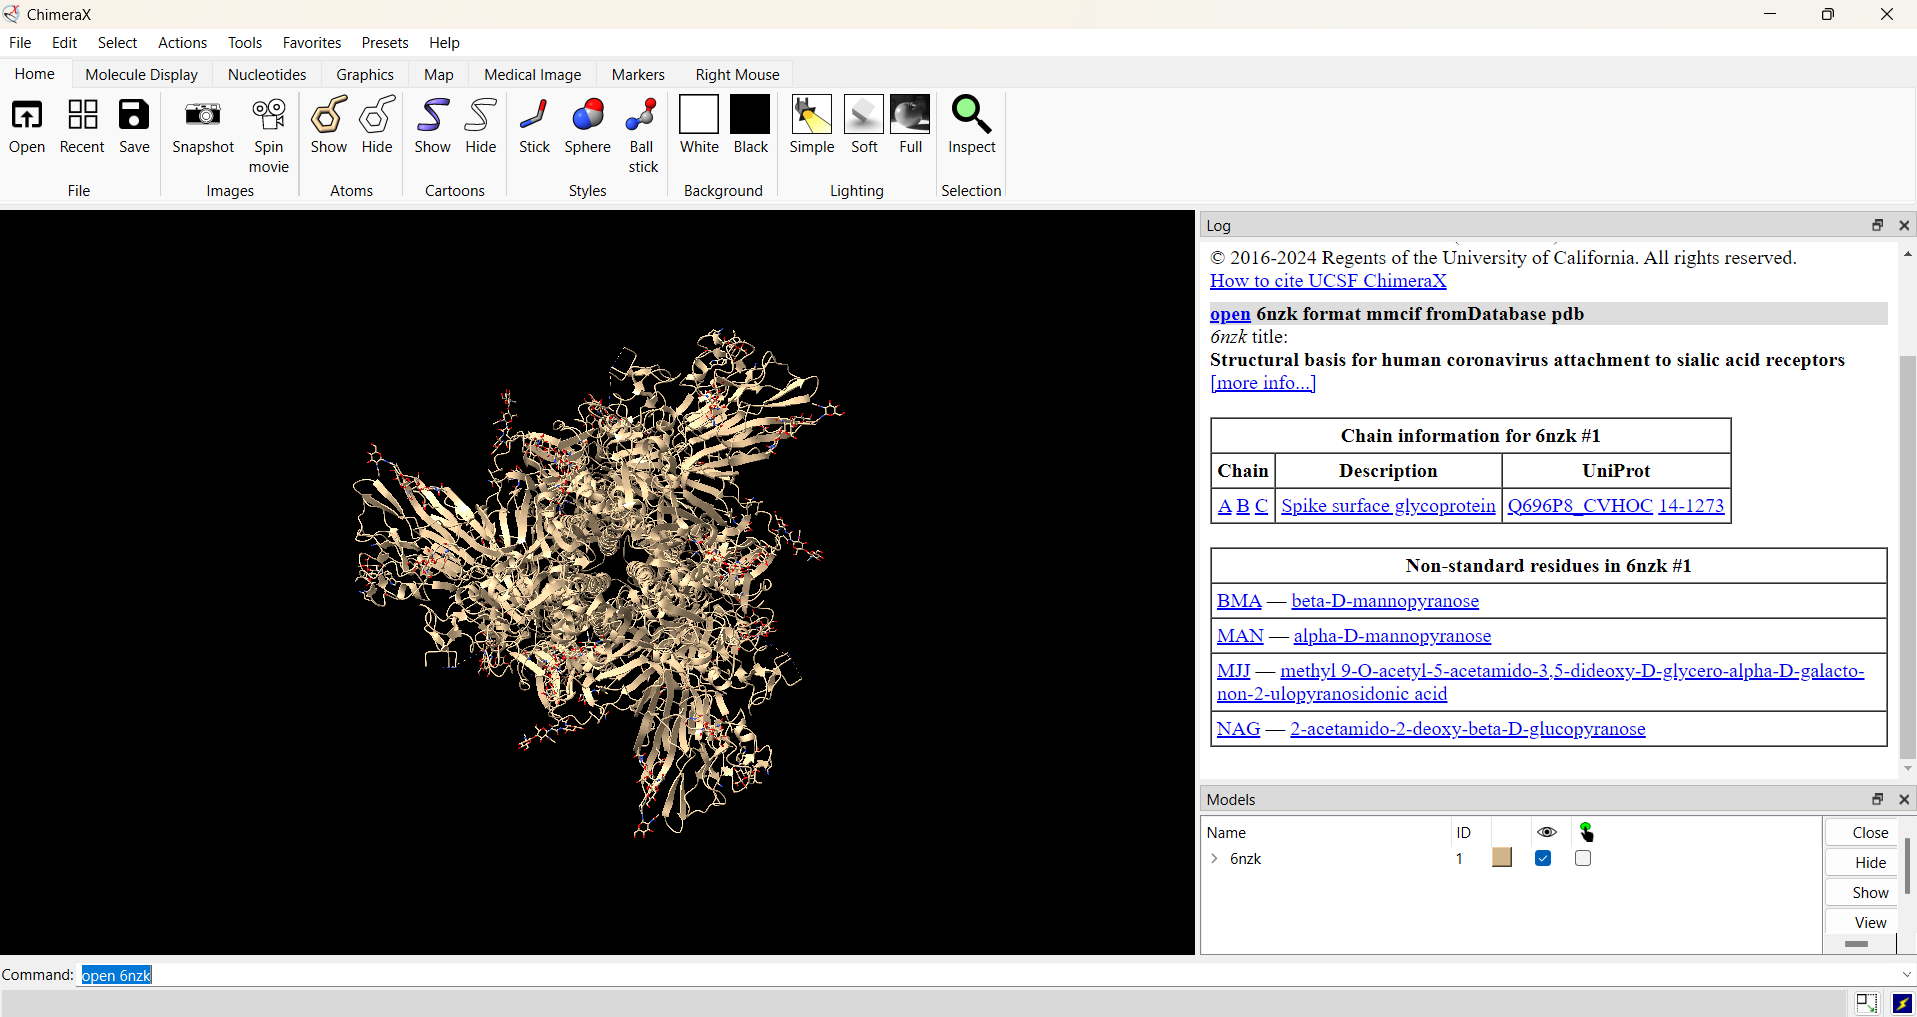 ChimeraX
File Edit Select Actions Tools Favorites Presets Help
Home Molecule Display Nucleotides Graphics Map Medical Image Markers Right Mouse
Open Recent Save Snapshot Spin movie Show Hide Show Hide Stick Sphere Ball stick White Black Simple Soft Full Inspect
File Images Atoms Cartoons Styles Background Lighting Selection
Log
© 2016-2024 Regents of the University of California. All rights reserved.
How to cite UCSF ChimeraX
open 6nzk format mmcif fromDatabase pdb
6nzk title:
Structural basis for human coronavirus attachment to sialic acid receptors
[more info...]
Chain information for 6nzk #1
Chain Description UniProt
A B C Spike surface glycoprotein Q696P8_CVHOC 14-1273
Non-standard residues in 6nzk #1
BMA — beta-D-mannopyranose
MAN — alpha-D-mannopyranose
MJJ — methyl 9-O-acetyl-5-acetamido-3,5-dideoxy-D-glycero-alpha-D-galacto-
non-2-ulopyranosidonic acid
NAG — 2-acetamido-2-deoxy-beta-D-glucopyranose
Models
Name ID
6nzk 1
Close
Hide
Show
View
Command: open 6nzk